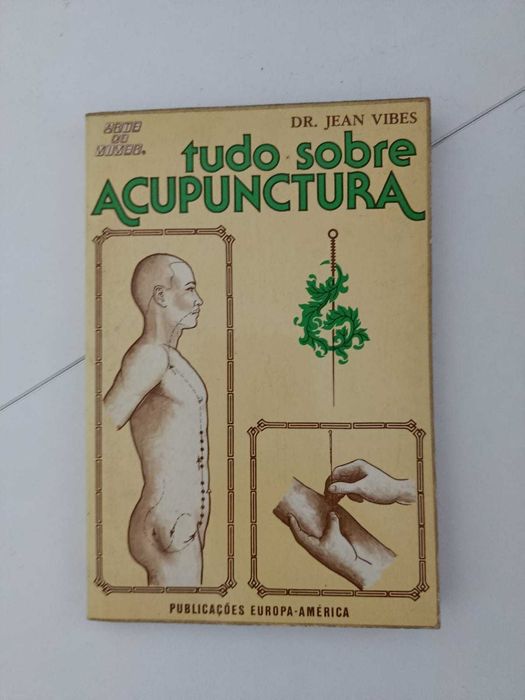 DR. JEAN VIBES
tudo sobre
ACUPUNCTURA
PUBLICAÇÕES EUROPA-AMÉRICA